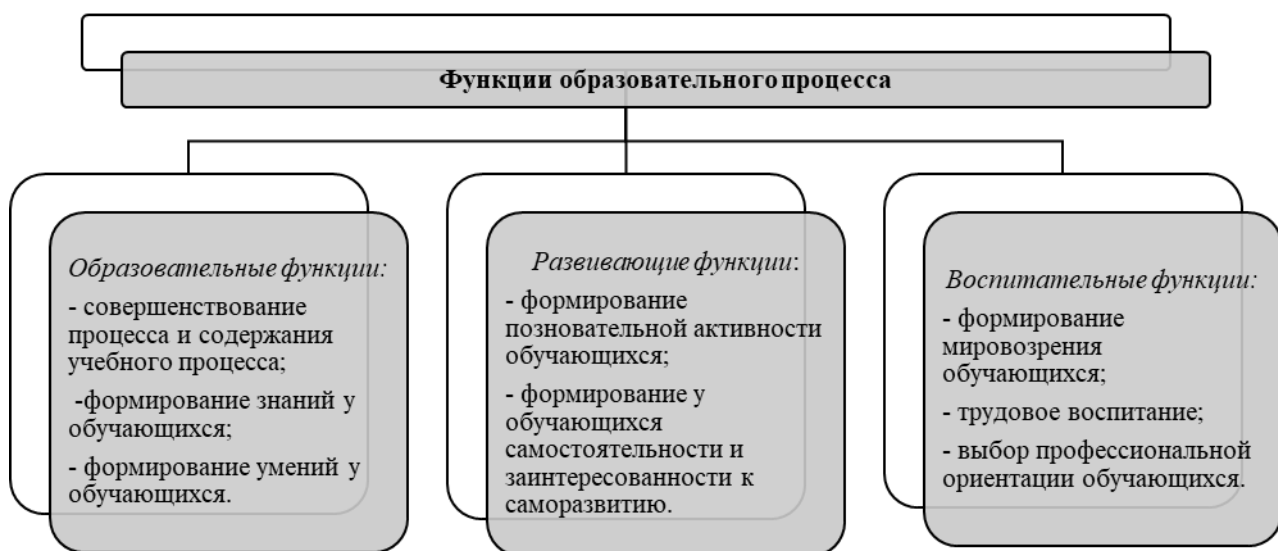 Функции образовательного процесса
Образовательные функции:
- совершенствование
процесса и содержания
учебного процесса;
-формирование знаний у
обучающихся;
- формирование умений у
обучающихся.
Развивающие функции:
- формирование
позновательной активности
обучающихся;
- формирование у
обучающихся
самостоятельности и
заинтересованности к
саморазвитию.
Воспитательные функции:
- формирование
мировозрения
обучающихся;
- трудовое воспитание;
- выбор профессиональной
ориентации обучающихся.